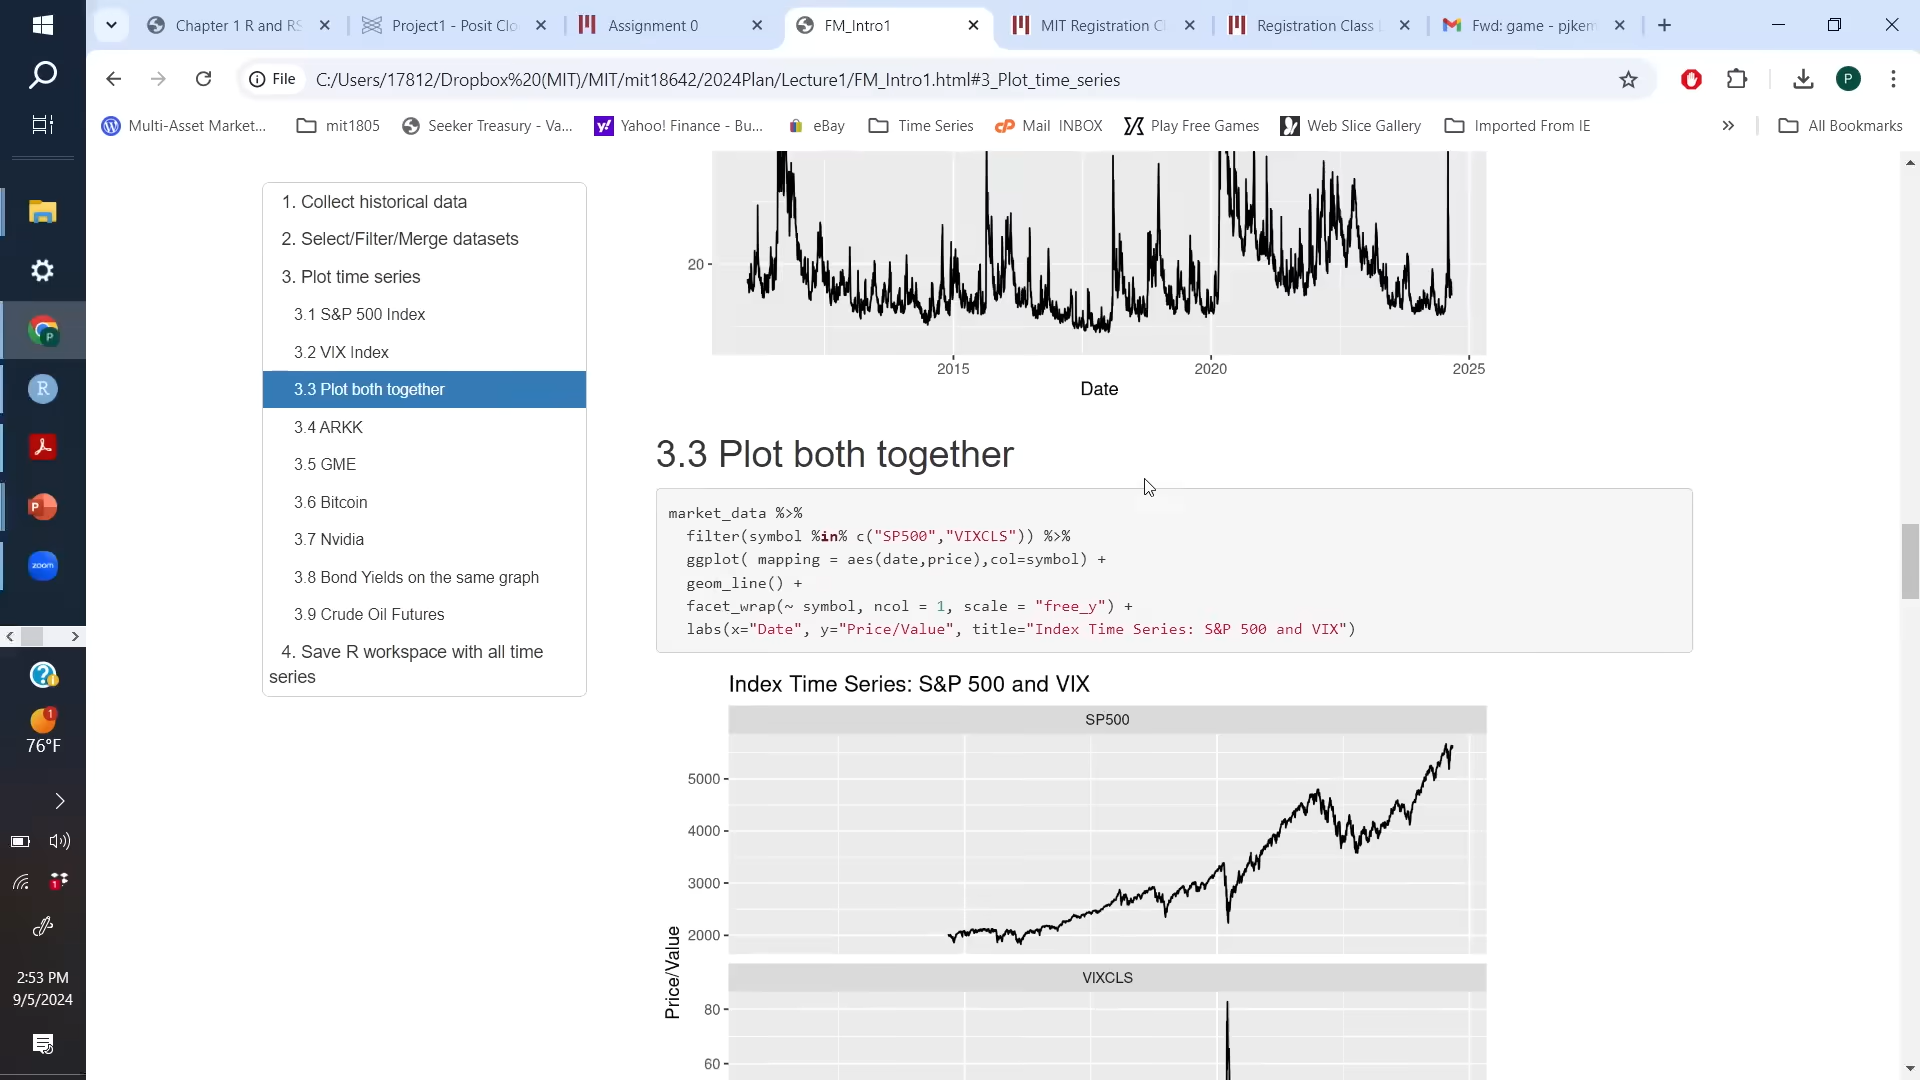 Chapter 1 R and RS
Project1 - Posit Clo
Assignment 0
FM_Intro1
MIT Registration Cl
Registration Class
Fwd: game - pjkem
File
C:/Users/17812/Dropbox%20(MIT)/MIT/mit18642/2024Plan/Lecture1/FM_Intro1.html#3_Plot_time_series
P
Multi-Asset Market...
mit1805
Seeker Treasury - Va...
Yahoo! Finance - Bu...
eBay
Time Series
Mail INBOX
Play Free Games
Web Slice Gallery
Imported From IE
»
All Bookmarks
1. Collect historical data
2. Select/Filter/Merge datasets
3. Plot time series
3.1 S&P 500 Index
3.2 VIX Index
3.3 Plot both together
3.4 ARKK
3.5 GME
3.6 Bitcoin
3.7 Nvidia
3.8 Bond Yields on the same graph
3.9 Crude Oil Futures
4. Save R workspace with all time
series
20
2015
2020
2025
Date
3.3 Plot both together
market_data %>%
filter(symbol %in% c("SP500","VIXCLS")) %>%
ggplot( mapping = aes(date,price),col=symbol) +
geom_line() +
facet_wrap(~ symbol, ncol = 1, scale = "free_y") +
labs(x="Date", y="Price/Value", title="Index Time Series: S&P 500 and VIX")
Index Time Series: S&P 500 and VIX
SP500
5000
4000
3000
2000
Price/Value
VIXCLS
80
60
R
P
zoom
1
76°F
1
2:53 PM
9/5/2024